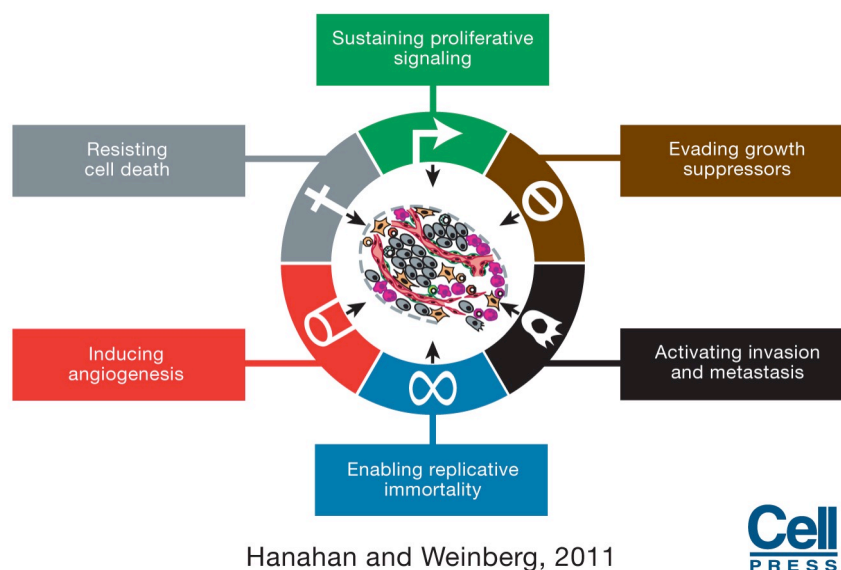 Sustaining proliferative
signaling
Resisting
cell death
Evading growth
suppressors
Inducing
angiogenesis
Activating invasion
and metastasis
Enabling replicative
immortality
Hanahan and Weinberg, 2011
Cell
PRESS